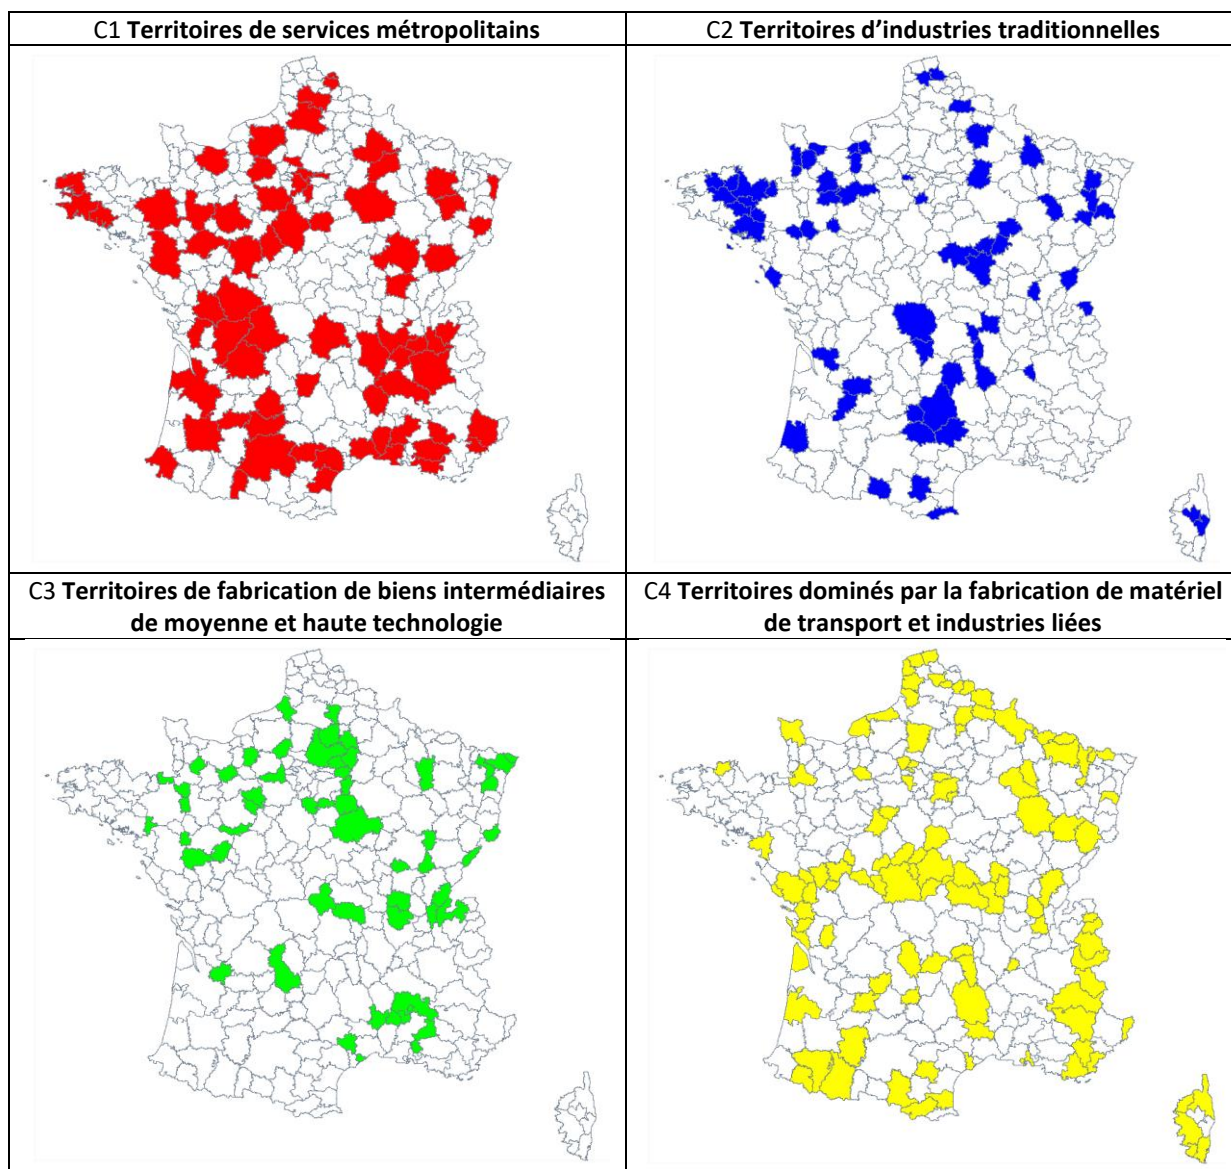 C1 Territoires de services métropolitains
C2 Territoires d’industries traditionnelles
C3 Territoires de fabrication de biens intermédiaires
de moyenne et haute technologie
C4 Territoires dominés par la fabrication de matériel
de transport et industries liées